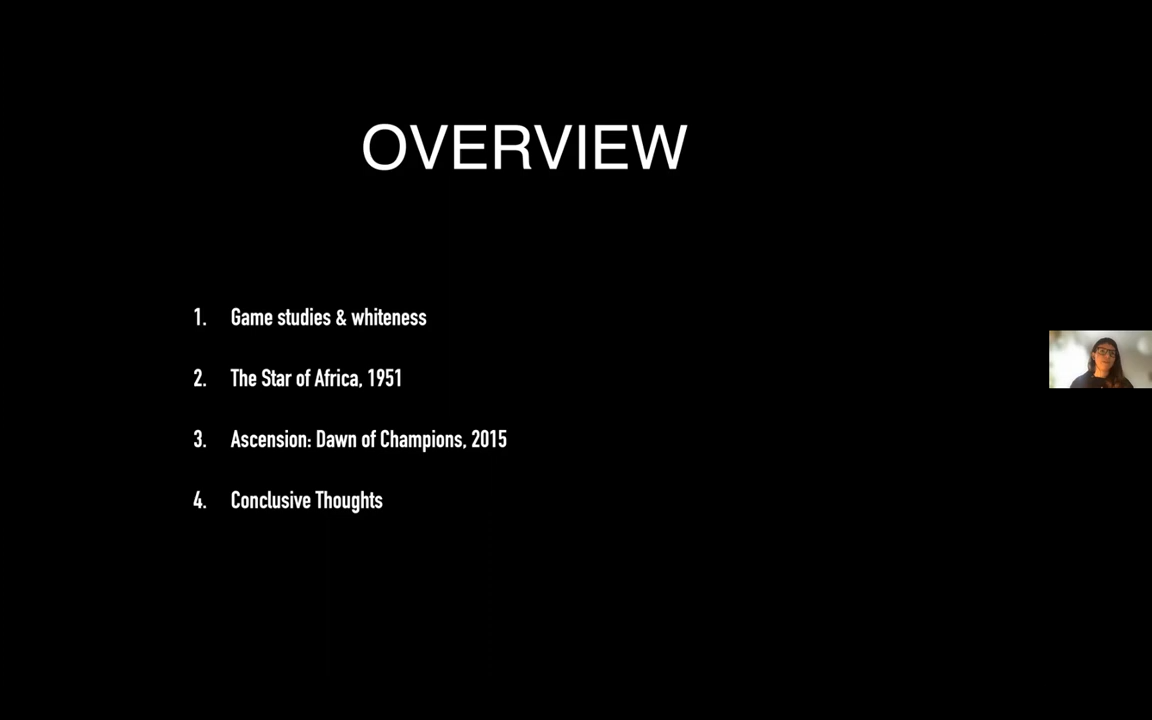 OVERVIEW
1. Game studies & whiteness
2. The Star of Africa, 1951
3. Ascension: Dawn of Champions, 2015
4. Conclusive Thoughts